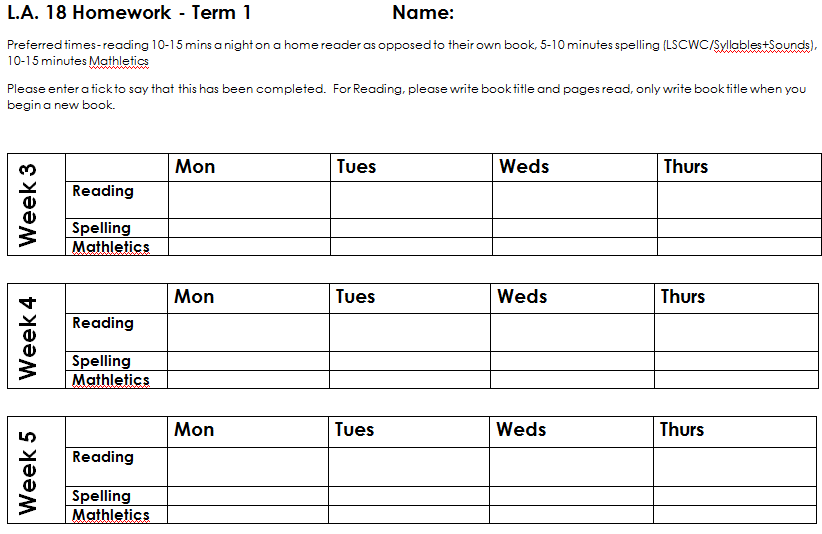 L.A. 18 Homework - Term 1 Name:
Preferred times- reading 10-15 mins a night on a home reader as opposed to their own book, 5-10 minutes spelling (LSCWC/Syllables+Sounds),
10-15 minutes Mathletics
Please enter a tick to say that this has been completed. For Reading, please write book title and pages read, only write book title when you
begin a new book.
Week 3
Mon Tues Weds Thurs
Reading
Spelling
Mathletics
Week 4
Mon Tues Weds Thurs
Reading
Spelling
Mathletics
Week 5
Mon Tues Weds Thurs
Reading
Spelling
Mathletics